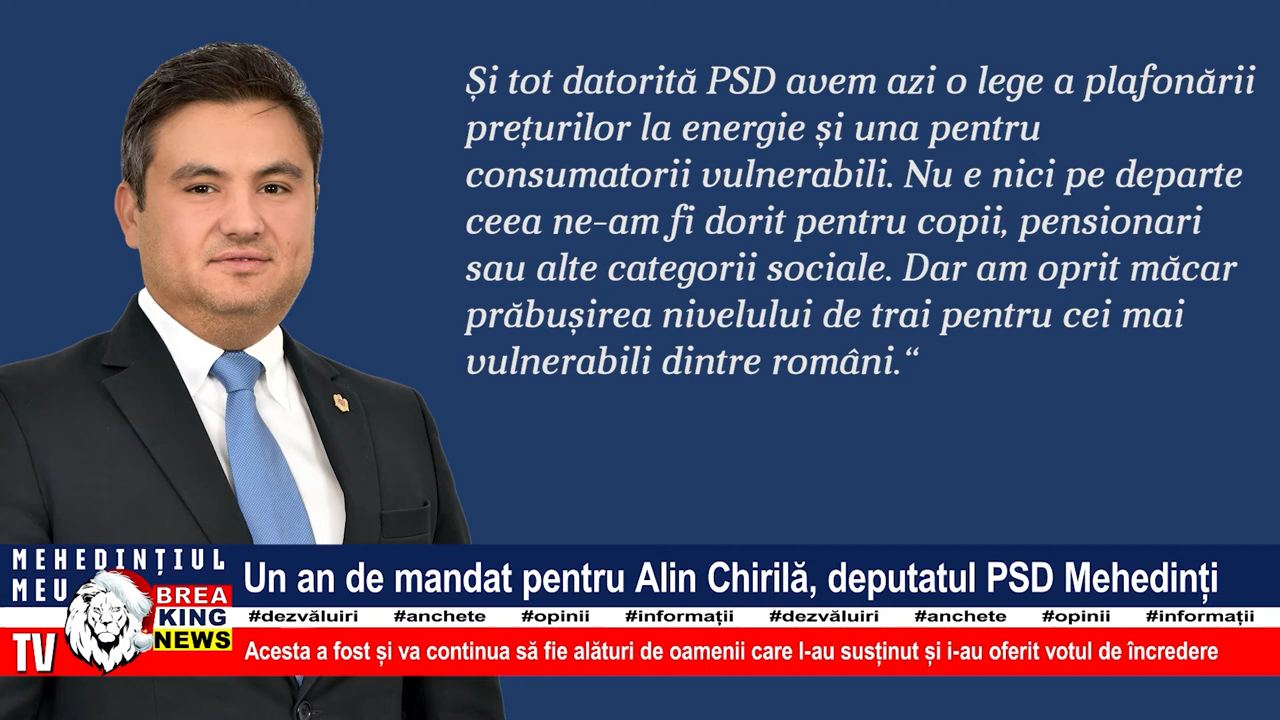 Și tot datorită PSD avem azi o lege a plafonării
prețurilor la energie și una pentru
consumatorii vulnerabili. Nu e nici pe departe
ceea ne-am fi dorit pentru copii, pensionari
sau alte categorii sociale. Dar am oprit măcar
prăbușirea nivelului de trai pentru cei mai
vulnerabili dintre români.“
MEHEDINȚIUL
MEU
TV
BREA
KING
NEWS
Un an de mandat pentru Alin Chirilă, deputatul PSD Mehedinți
#dezvăluiri #anchete #opinii #informații #dezvăluiri #anchete #opinii #informații
Acesta a fost și va continua să fie alături de oamenii care l-au susținut și i-au oferit votul de încredere